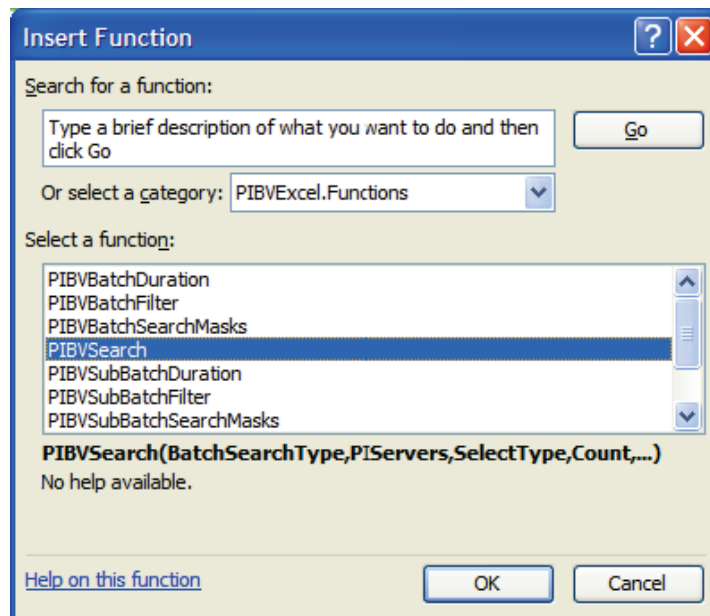 Insert Function
?
X
Search for a function:
Type a brief description of what you want to do and then
click Go
Go
Or select a category:
PIBVExcel.Functions
Select a function:
PIBVBatchDuration
PIBVBatchFilter
PIBVBatchSearchMasks
PIBVSearch
PIBVSubBatchDuration
PIBVSubBatchFilter
PIBVSubBatchSearchMasks
PIBVSearch(BatchSearchType,PIServers,SelectType,Count,...)
No help available.
Help on this function
OK
Cancel